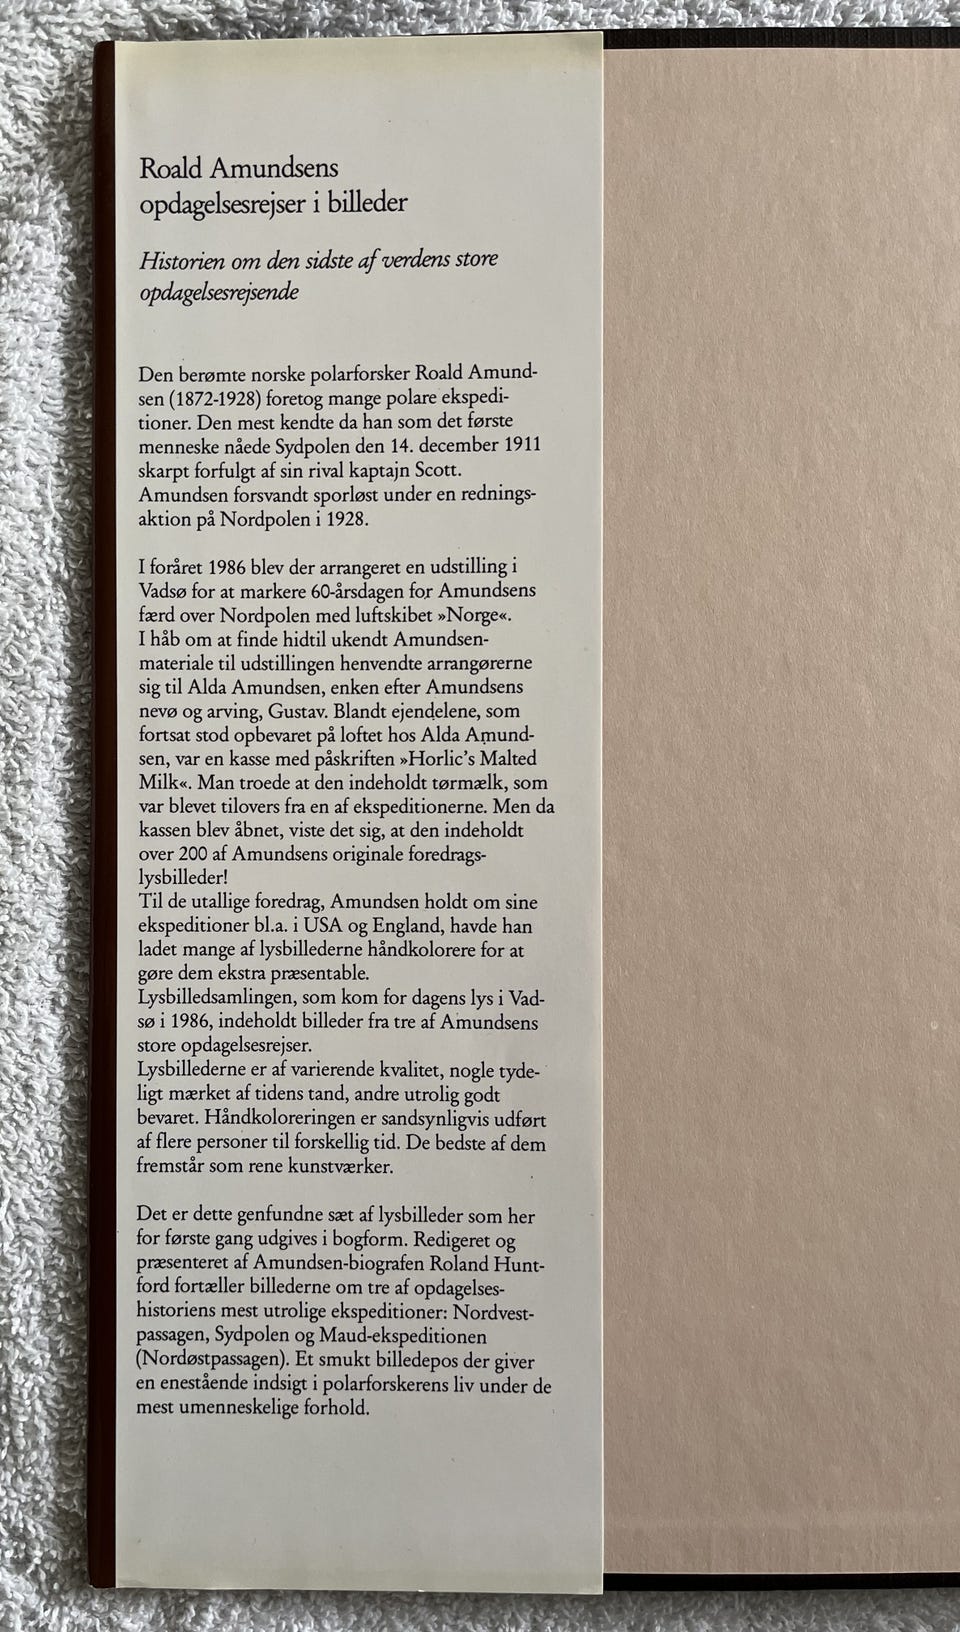 Roald Amundsens
opdagelsesrejser i billeder
Historien om den sidste af verdens store
opdagelsesrejsende
Den berømte norske polarforsker Roald Amund-
sen (1872-1928) foretog mange polare ekspedi-
tioner. Den mest kendte da han som det første
menneske nåede Sydpolen den 14. december 1911
skarpt forfulgt af sin rival kaptajn Scott.
Amundsen forsvandt sporløst under en rednings-
aktion på Nordpolen i 1928.
I foråret 1986 blev der arrangeret en udstilling i
Vadsø for at markere 60-årsdagen for Amundsens
færd over Nordpolen med luftskibet »Norge«.
I håb om at finde hidtil ukendt Amundsen-
materiale til udstillingen henvendte arrangørerne
sig til Alda Amundsen, enken efter Amundsens
nevø og arving, Gustav. Blandt ejendelene, som
fortsat stod opbevaret på loftet hos Alda Amund-
sen, var en kasse med påskriften »Horlic's Malted
Milk«. Man troede at den indeholdt tørmælk, som
var blevet tilovers fra en af ekspeditionerne. Men da
kassen blev åbnet, viste det sig, at den indeholdt
over 200 af Amundsens originale foredrags-
lysbilleder!
Til de utallige foredrag, Amundsen holdt om sine
ekspeditioner bl.a. i USA og England, havde han
ladet mange af lysbillederne håndkolorere for at
gøre dem ekstra præsentable.
Lysbilledsamlingen, som kom for dagens lys i Vad-
sø i 1986, indeholdt billeder fra tre af Amundsens
store opdagelsesrejser.
Lysbillederne er af varierende kvalitet, nogle tyde-
ligt mærket af tidens tand, andre utrolig godt
bevaret. Håndkoloreringen er sandsynligvis udført
af flere personer til forskellig tid. De bedste af dem
fremstår som rene kunstværker.
Det er dette genfundne sæt af lysbilleder som her
for første gang udgives i bogform. Redigeret og
præsenteret af Amundsen-biografen Roland Hunt-
ford fortæller billederne om tre af opdagelses-
historiens mest utrolige ekspeditioner: Nordvest-
passagen, Sydpolen og Maud-ekspeditionen
(Nordøstpassagen). Et smukt billedepos der giver
en enestående indsigt i polarforskerens liv under de
mest umenneskelige forhold.